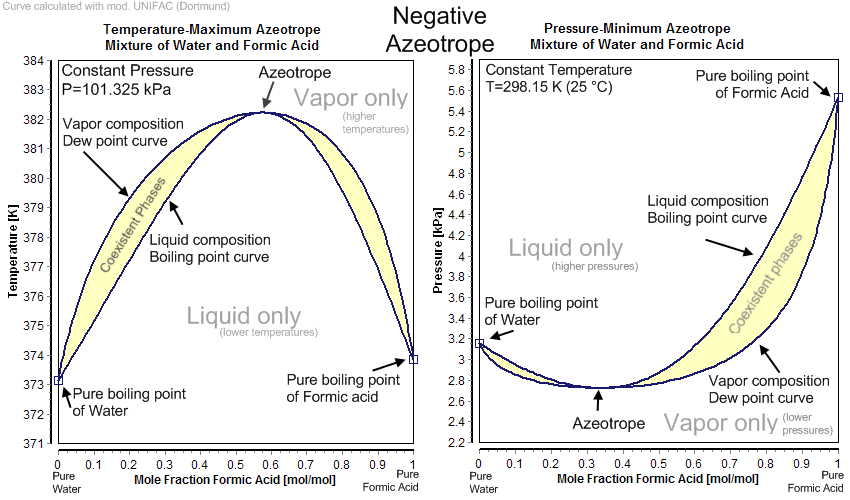 Curve calculated with mod. UNIFAC (Dortmund)
Negative
Azeotrope
Temperature-Maximum Azeotrope
Mixture of Water and Formic Acid
384
383
382
381
380
379
378
377
376
375
374
373
372
371
Temperature [K]
Constant Pressure
P=101.325 kPa
Azeotrope
Vapor only
(higher
temperatures)
Vapor composition
Dew point curve
Coexistent Phases
Liquid composition
Boiling point curve
Liquid only
(lower temperatures)
Pure boiling point
of Water
Pure boiling point
of Formic acid
0 0.1 0.2 0.3 0.4 0.5 0.6 0.7 0.8 0.9 1
Pure
Water
Mole Fraction Formic Acid [mol/mol]
Pure
Formic Acid
Pressure-Minimum Azeotrope
Mixture of Water and Formic Acid
5.8
5.6
5.4
5.2
5
4.8
4.6
4.4
4.2
4
3.8
3.6
3.4
3.2
3
2.8
2.6
2.4
2.2
Pressure [kPa]
Constant Temperature
T=298.15 K (25 °C)
Pure boiling point
of Formic Acid
Liquid composition
Boiling point curve
Liquid only
(higher pressures)
Coexistent phases
Pure boiling point
of Water
Vapor composition
Dew point curve
Azeotrope
Vapor only (lower
pressures)
0 0.1 0.2 0.3 0.4 0.5 0.6 0.7 0.8 0.9 1
Pure
Water
Mole Fraction Formic Acid [mol/mol]
Pure
Formic Acid